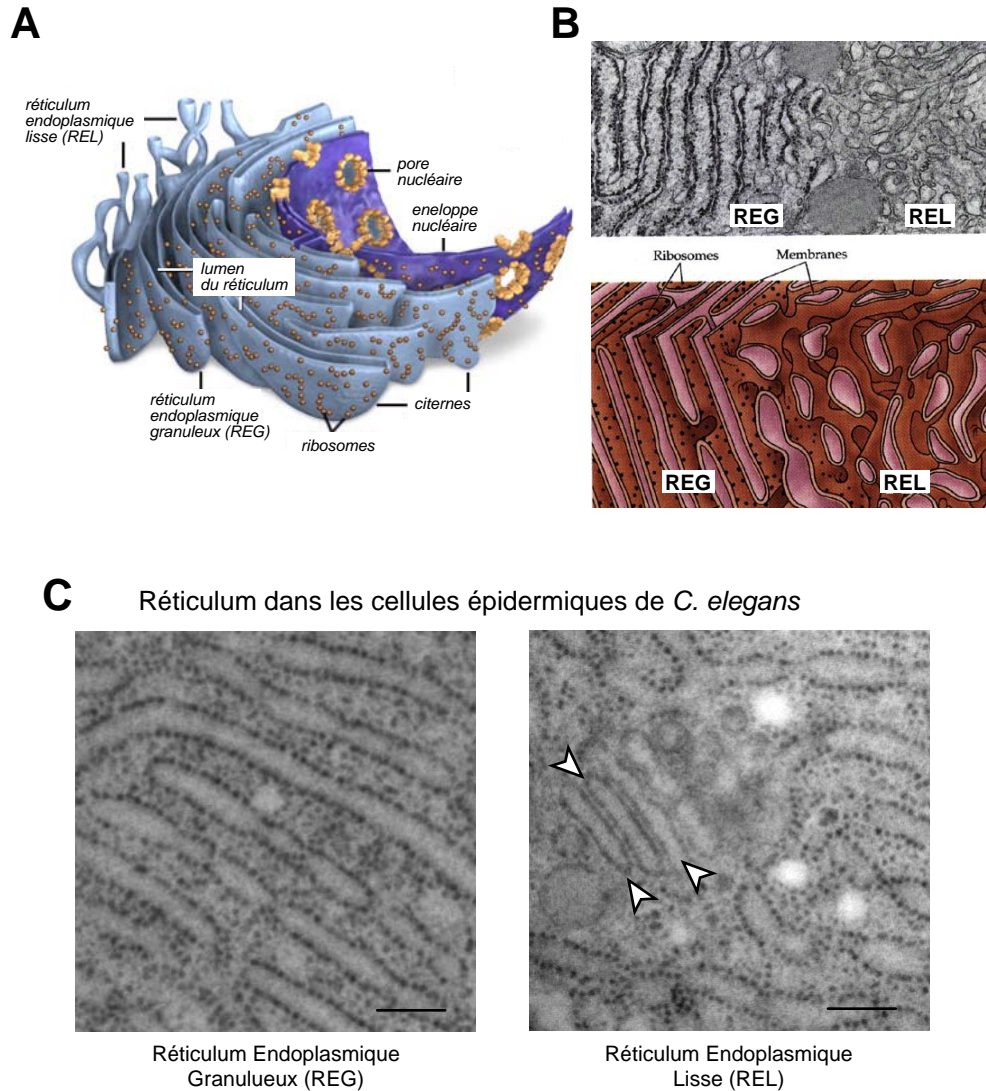 A
réticulum
endoplasmique
lisse (REL)
pore
nucléaire
eneloppe
nucléaire
lumen
du réticulum
réticulum
endoplasmique
granuleux (REG)
ribosomes
citernes
B
REG
REL
Ribosomes
Membranes
REG
REL
C
Réticulum dans les cellules épidermiques de C. elegans
Réticulum Endoplasmique
Granulueux (REG)
Réticulum Endoplasmique
Lisse (REL)